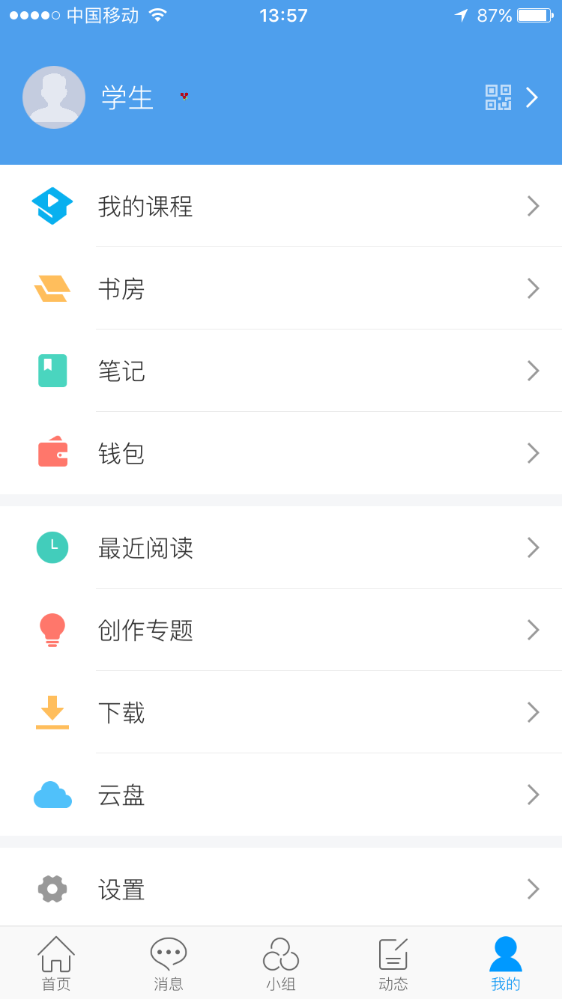 中国移动 13:57 87%
学生
我的课程
书房
笔记
钱包
最近阅读
创作专题
下载
云盘
设置
首页 消息 小组 动态 我的